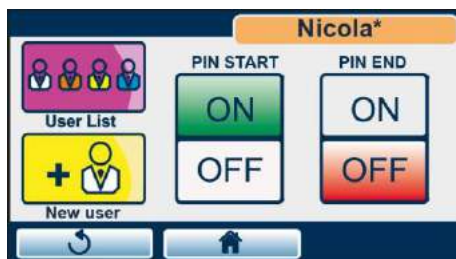 Nicola*
PIN START
PIN END
ON
ON
User List
OFF
OFF
New user